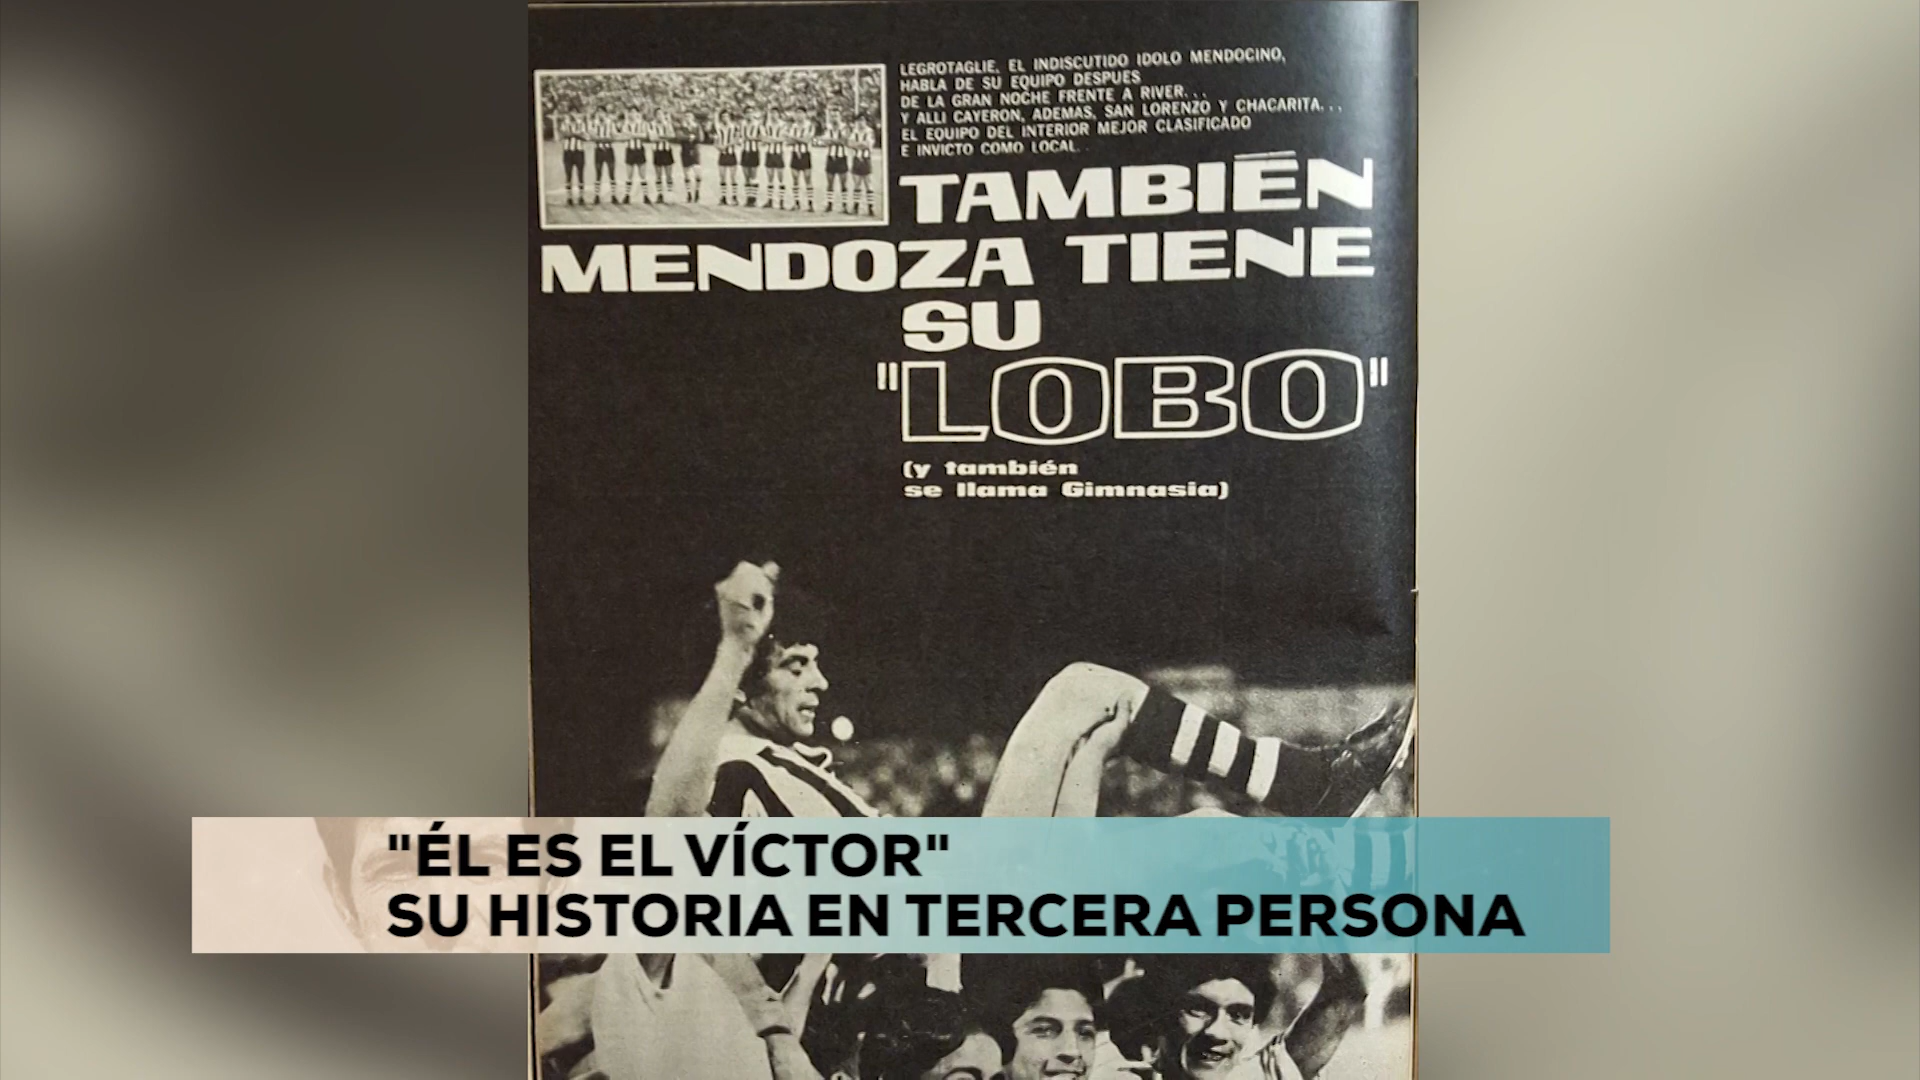 LEGROTAGLIE, EL INDISCUTIDO IDOLO MENDOCINO,
HABLA DE SU EQUIPO DESPUES
DE LA GRAN NOCHE FRENTE A RIVER...
Y ALLI CAYERON, ADEMAS, SAN LORENZO Y CHACARITA...
EL EQUIPO DEL INTERIOR MEJOR CLASIFICADO
E INVICTO COMO LOCAL.
TAMBIÉN
MENDOZA TIENE
SU
"LOBO"
(y también
se llama Gimnasia)
"ÉL ES EL VÍCTOR"
SU HISTORIA EN TERCERA PERSONA